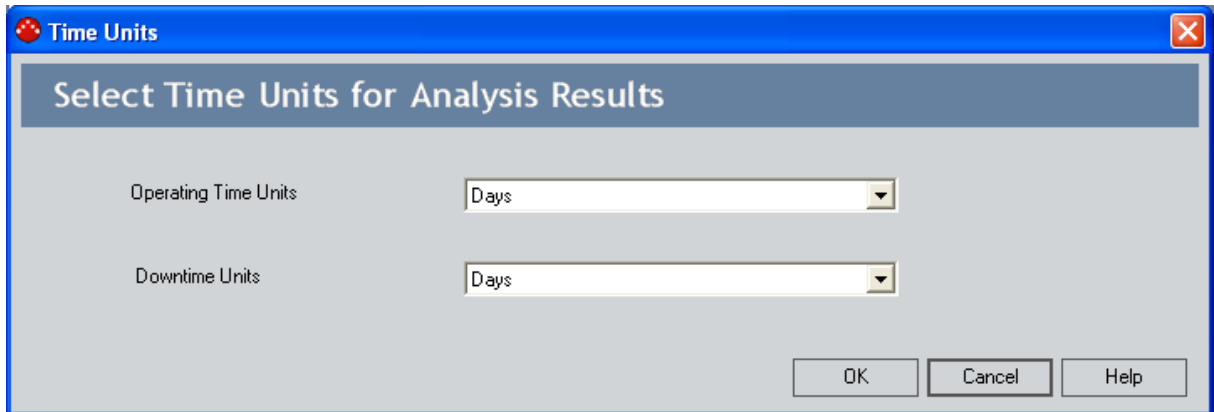 Time Units
Select Time Units for Analysis Results
Operating Time Units
Days
Downtime Units
Days
OK
Cancel
Help